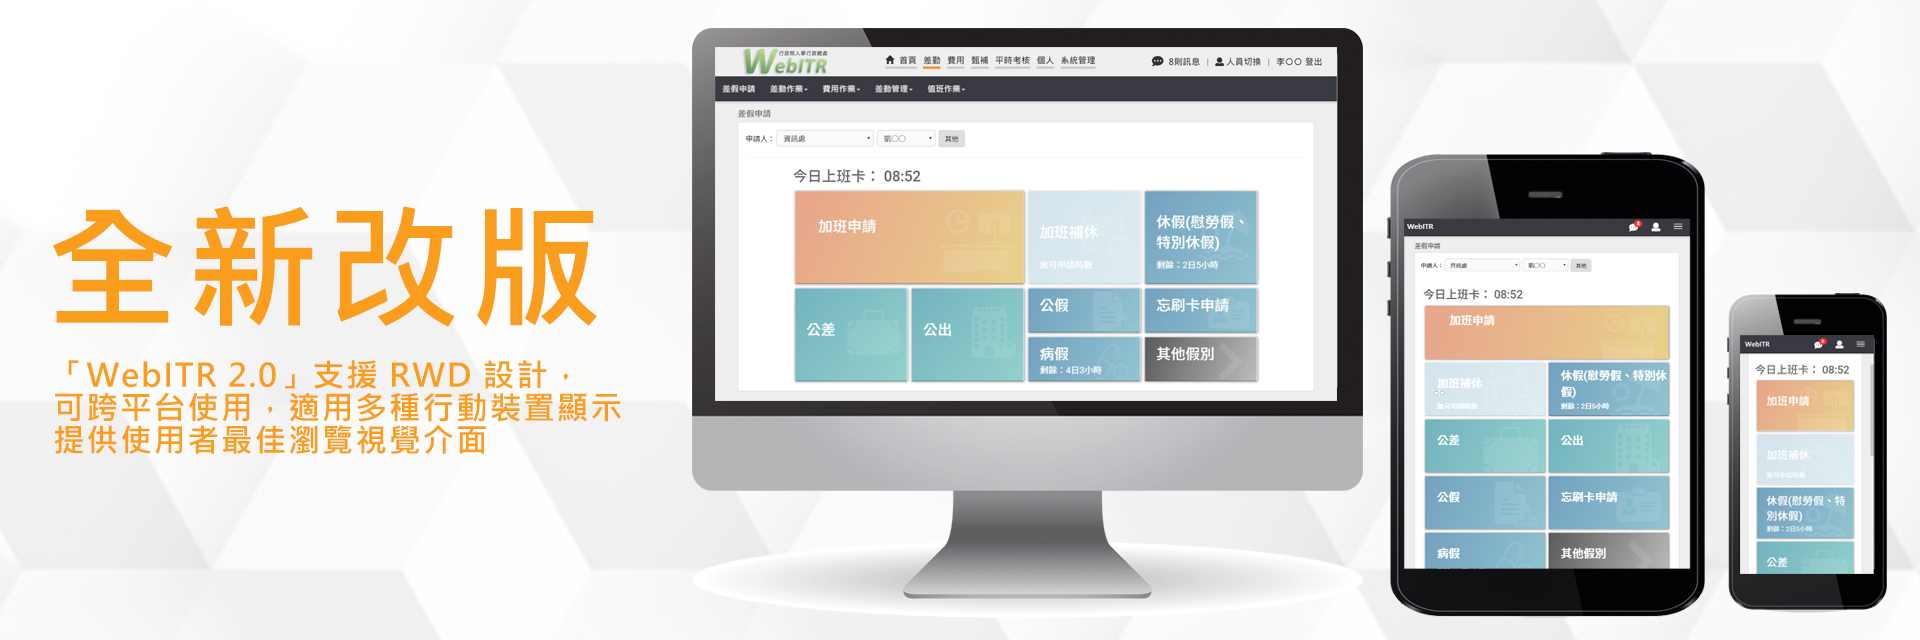 全新改版
「WebITR 2.0」支援 RWD 設計，
可跨平台使用，適用多種行動裝置顯示
提供使用者最佳瀏覽視覺介面
行政院人事行政總處
WebITR
首頁 差勤 費用 甄補 平時考核 個人 系統管理
8則訊息 | 人員切換 | 李〇〇 登出
差假申請 差勤作業 費用作業 差勤管理 值班作業
差假申請
申請人： 資訊處 凱〇〇 其他
今日上班卡： 08:52
加班申請
加班補休
無可申請時數
休假(慰勞假、
特別休假)
剩餘：2日5小時
公差
公出
公假
忘刷卡申請
病假
剩餘：4日3小時
其他假別
WebITR
8
差假申請
申請人： 資訊處 凱〇〇 其他
今日上班卡： 08:52
加班申請
加班補休
無可申請時數
休假(慰勞假、特別休
假)
剩餘：2日5小時
公差
公出
公假
忘刷卡申請
病假
其他假別
WebITR
8
今日上班卡： 08:52
加班申請
加班補休
無可申請時數
休假(慰勞假、特
別休假)
剩餘：2日5小時
公差